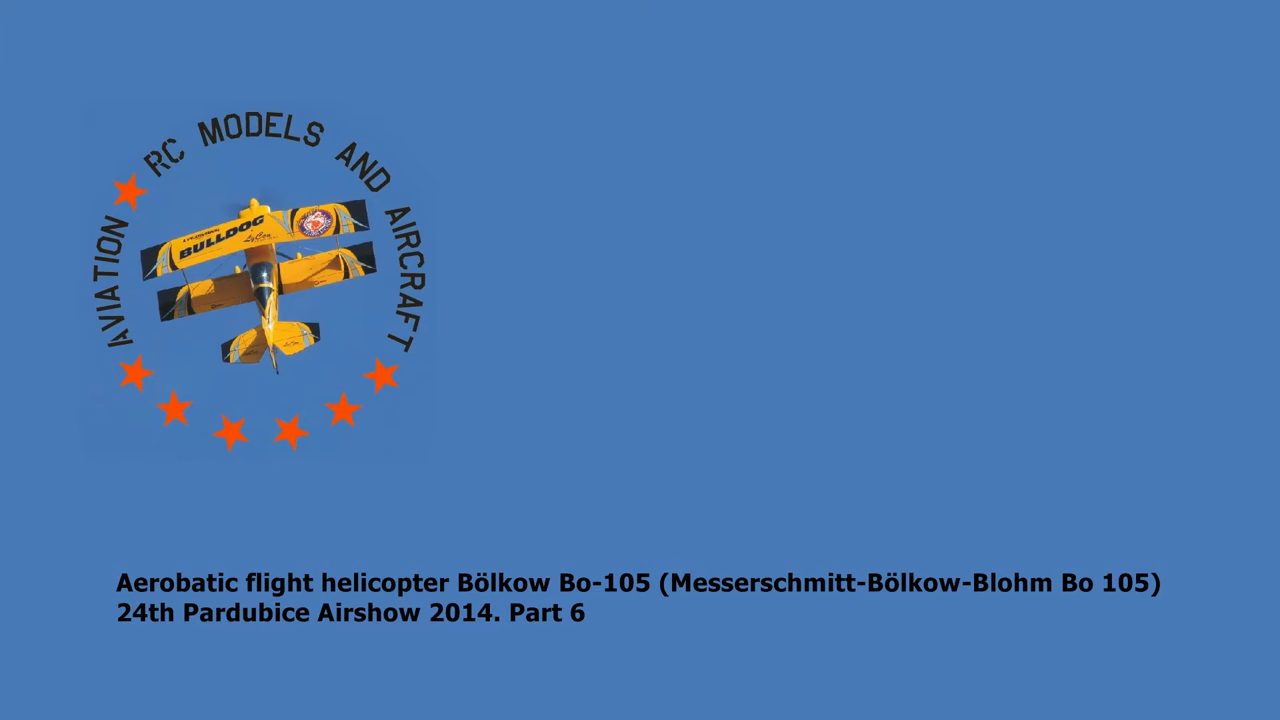 AVIATION ★ RC MODELS AND AIRCRAFT
BULLDOG
Aerobatic flight helicopter Bölkow Bo-105 (Messerschmitt-Bölkow-Blohm Bo 105)
24th Pardubice Airshow 2014. Part 6